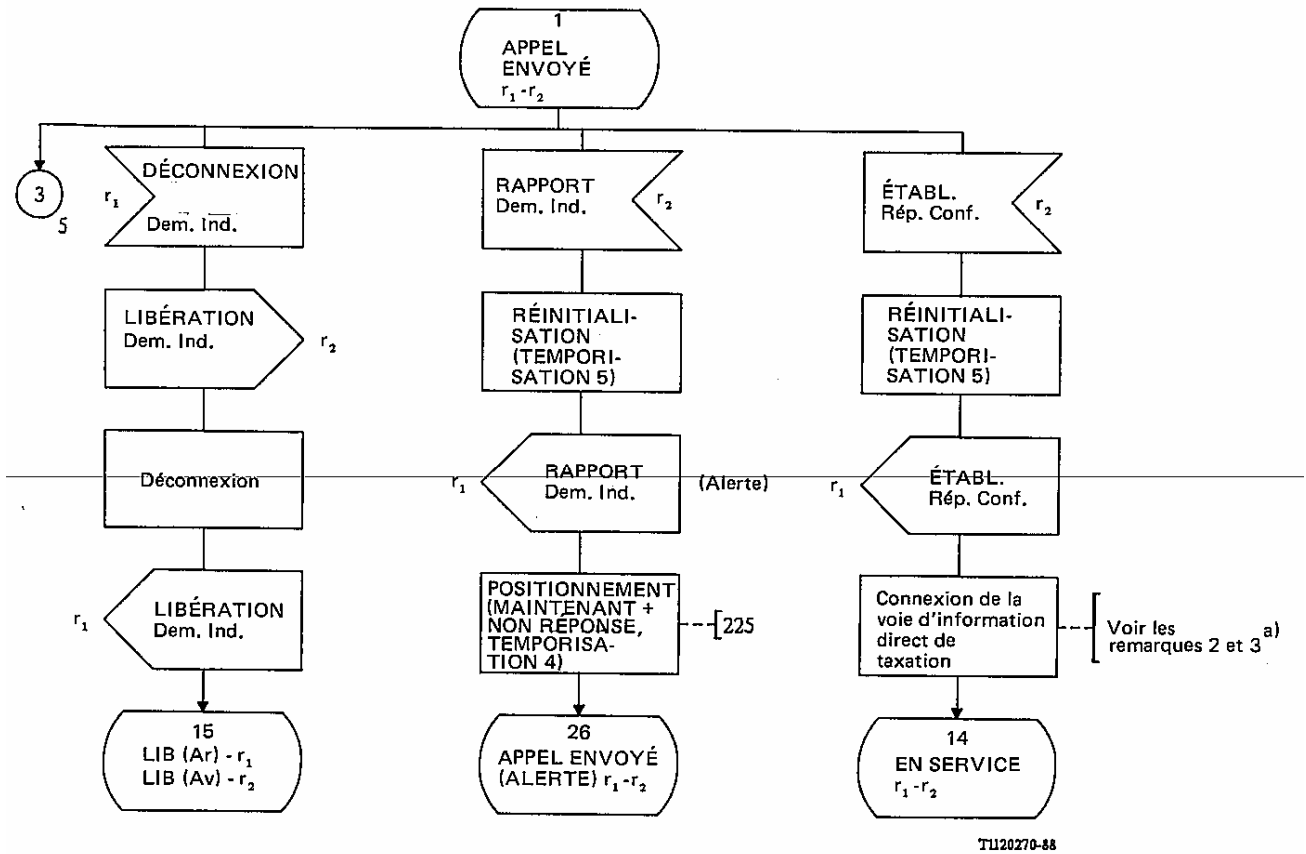 1
APPEL
ENVOYÉ
r₁ - r₂
3
5
r₁
DÉCONNEXION
Dem. Ind.
RAPPORT
Dem. Ind.
r₂
ÉTABL.
Rép. Conf.
r₂
LIBÉRATION
Dem. Ind.
r₂
RÉINITIALI-
SATION
(TEMPORI-
SATION 5)
RÉINITIALI-
SATION
(TEMPORI-
SATION 5)
Déconnexion
r₁
RAPPORT
Dem. Ind.
(Alerte)
r₁
ÉTABL.
Rép. Conf.
r₁
LIBÉRATION
Dem. Ind.
POSITIONNEMENT
(MAINTENANT +
NON RÉPONSE,
TEMPORISA-
TION 4)
225
Connexion de la
voie d'information
direct de
taxation
Voir les
remarques 2 et 3 a)
15
LIB (Ar) - r₁
LIB (Av) - r₂
26
APPEL ENVOYÉ
(ALERTE) r₁ - r₂
14
EN SERVICE
r₁ - r₂
T1120270-88